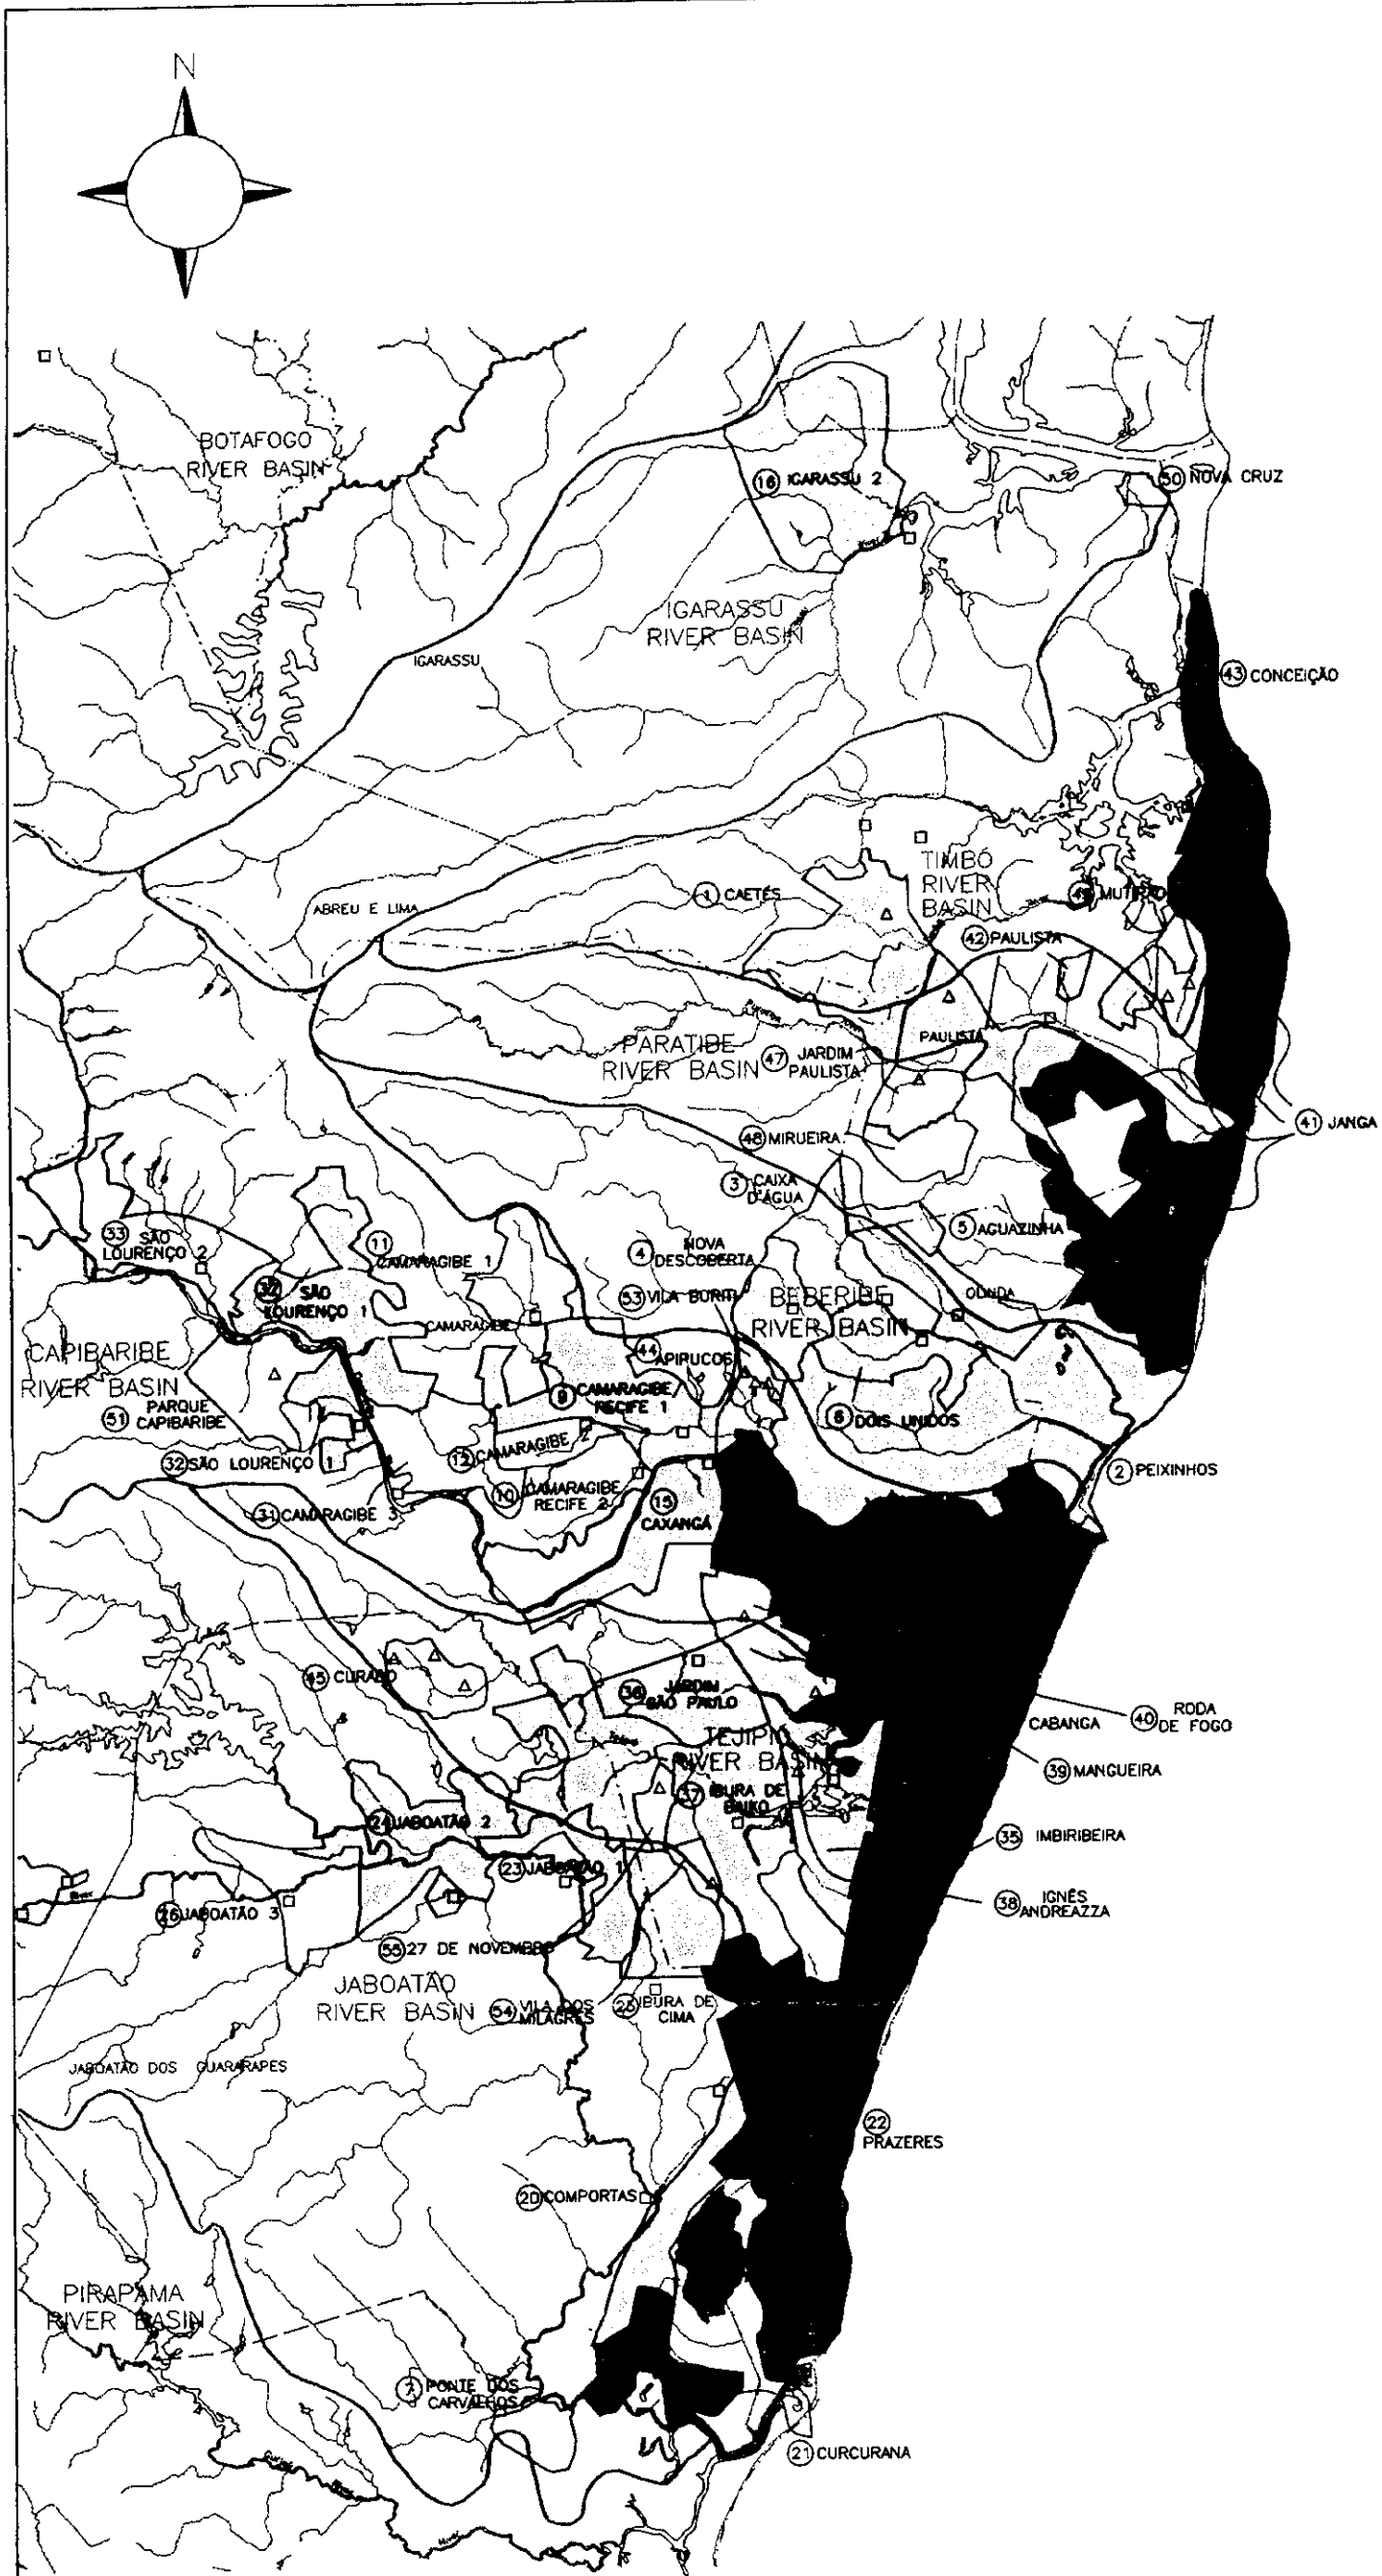 N
BOTAFOGO
RIVER BASIN
16 IGARASSU 2
50 NOVA CRUZ
IGARASSU
RIVER BASIN
IGARASSU
43 CONCEIÇÃO
TIMBÓ
RIVER
BASIN
1 CAETÉS
MUTIRÃO
ABREU E LIMA
42 PAULISTA
PAULISTA
PARATIBE
RIVER BASIN
47 JARDIM
PAULISTA
41 JANGA
48 MIRUEIRA
3 CAIXA
D'ÁGUA
5 AGUAZINHA
33 SÃO
LOURENÇO 2
11
CAMARAGIBE 1
4 NOVA
DESCOBERTA
32 SÃO
LOURENÇO 1
53 VILA BURITI
BEBERIBE
RIVER BASIN
OLINDA
CAMARAGIBE
CAPIBARIBE
RIVER BASIN
44
APIPUCOS
51 PARQUE
CAPIBARIBE
9 CAMARAGIBE/
RECIFE 1
6 DOIS UNIDOS
32 SÃO LOURENÇO 1
12 CAMARAGIBE 2
2 PEIXINHOS
10 CAMARAGIBE
RECIFE 2
15
CAXANGÁ
31 CAMARAGIBE 3
45 CURADO
36 JARDIM
SÃO PAULO
CABANGA
40 RODA
DE FOGO
TEJIPIÓ
RIVER BASIN
39 MANGUEIRA
37 IBURA DE
BAIXO
24 JABOATÃO 2
35 IMBIRIBEIRA
23 JABOATÃO 1
38 IGNÊS
ANDREAZZA
26 JABOATÃO 3
55 27 DE NOVEMBRO
JABOATÃO
RIVER BASIN
54 VILA DOS
MILAGRES
25 IBURA DE
CIMA
JABOATÃO DOS GUARARAPES
22
PRAZERES
20 COMPORTAS
PIRAPAMA
RIVER BASIN
7 PONTE DOS
CARVALHOS
21 CURCURANA